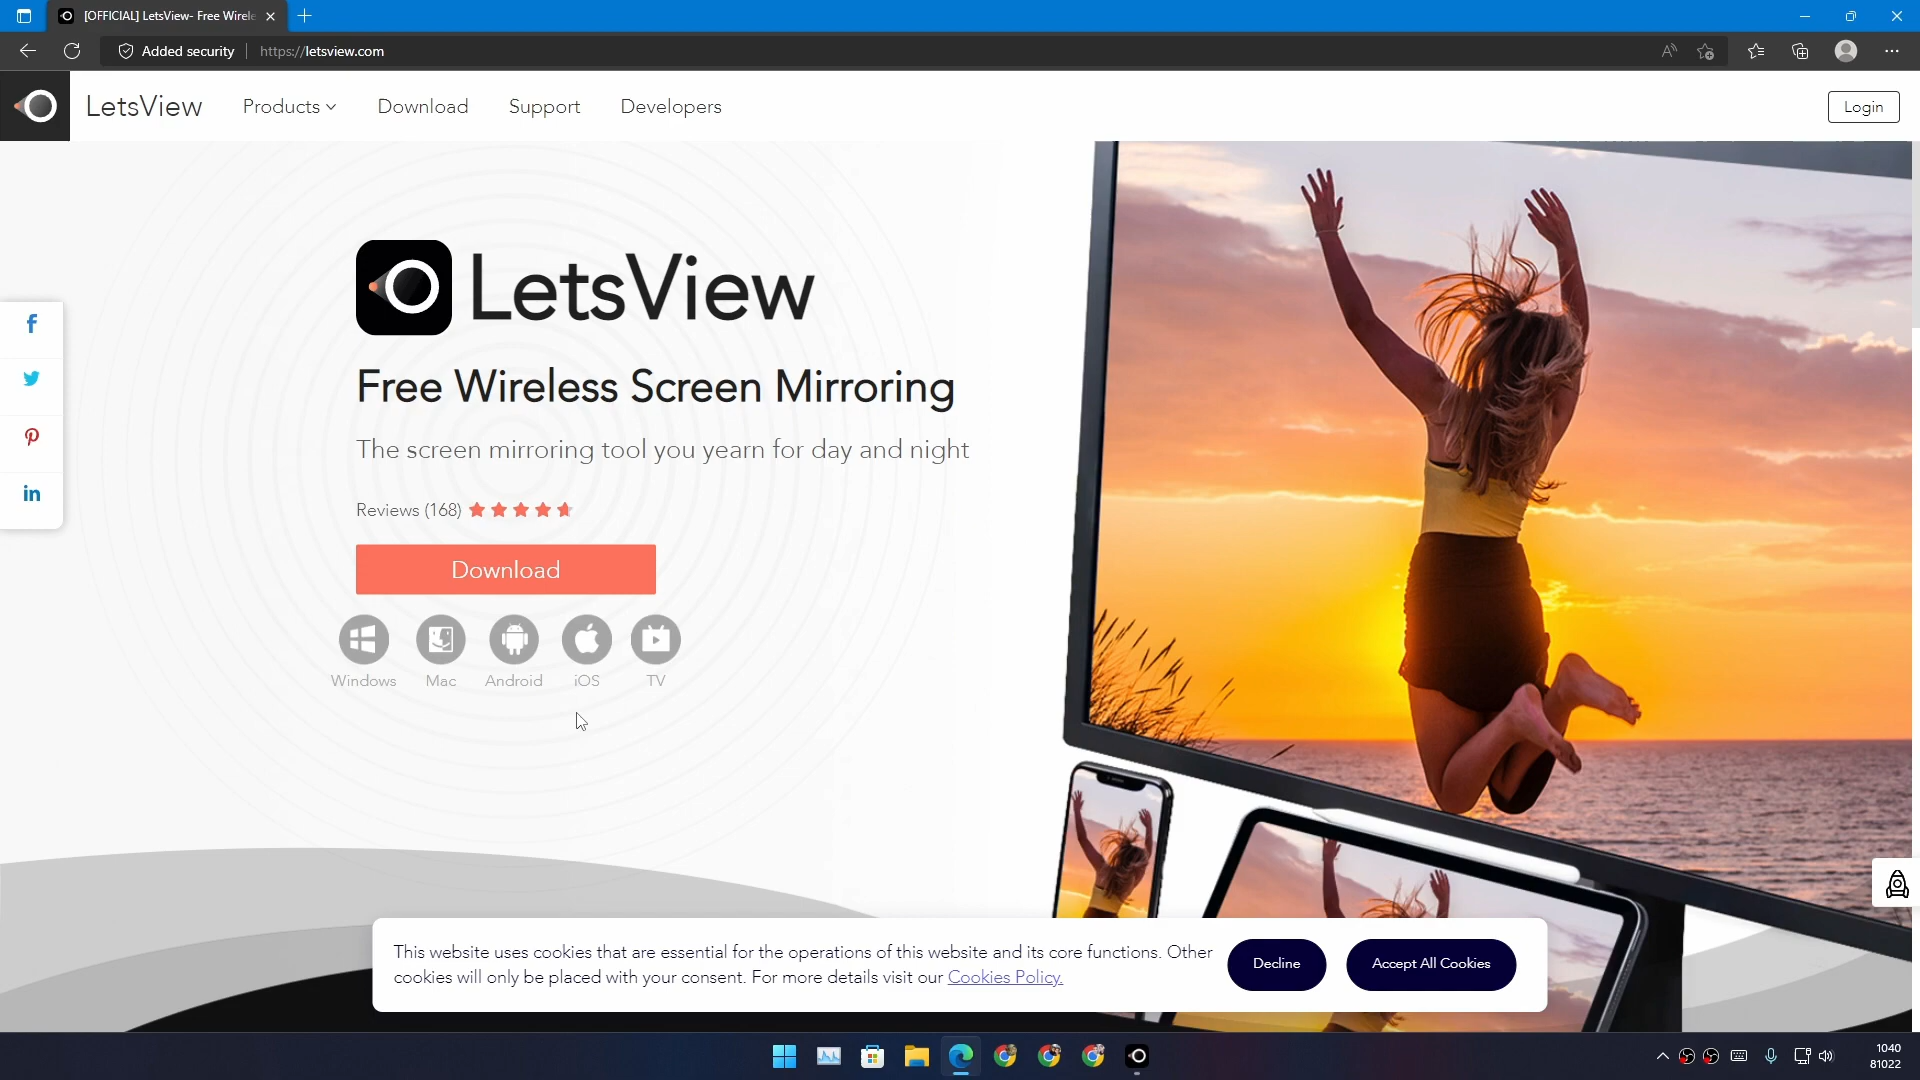 [OFFICIAL] LetsView- Free Wirele
Added security
https://letsview.com
LetsView
Products
Download
Support
Developers
Login
LetsView
Free Wireless Screen Mirroring
The screen mirroring tool you yearn for day and night
Reviews (168)
Download
Windows
Mac
Android
iOS
TV
This website uses cookies that are essential for the operations of this website and its core functions. Other
cookies will only be placed with your consent. For more details visit our Cookies Policy.
Decline
Accept All Cookies
1040
81022